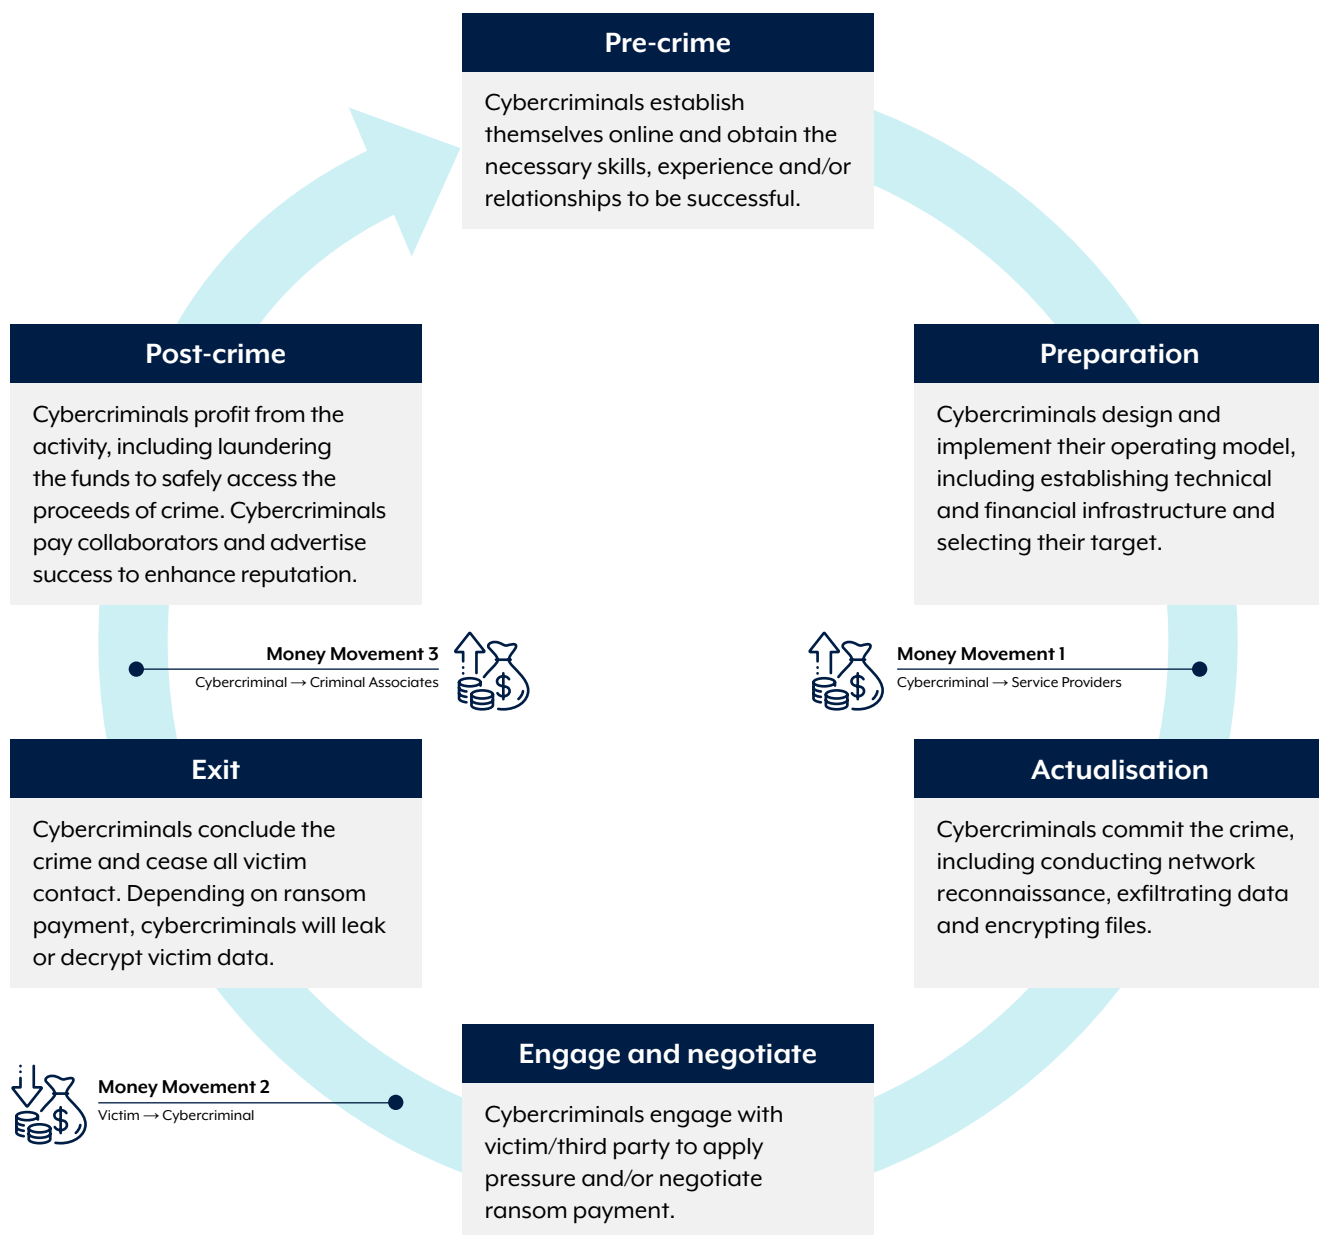 Pre-crime
Cybercriminals establish
themselves online and obtain the
necessary skills, experience and/or
relationships to be successful.
Preparation
Cybercriminals design and
implement their operating model,
including establishing technical
and financial infrastructure and
selecting their target.
Money Movement 1
Cybercriminal → Service Providers
Actualisation
Cybercriminals commit the crime,
including conducting network
reconnaissance, exfiltrating data
and encrypting files.
Engage and negotiate
Cybercriminals engage with
victim/third party to apply
pressure and/or negotiate
ransom payment.
Money Movement 2
Victim → Cybercriminal
Exit
Cybercriminals conclude the
crime and cease all victim
contact. Depending on ransom
payment, cybercriminals will leak
or decrypt victim data.
Money Movement 3
Cybercriminal → Criminal Associates
Post-crime
Cybercriminals profit from the
activity, including laundering
the funds to safely access the
proceeds of crime. Cybercriminals
pay collaborators and advertise
success to enhance reputation.
$
$
$